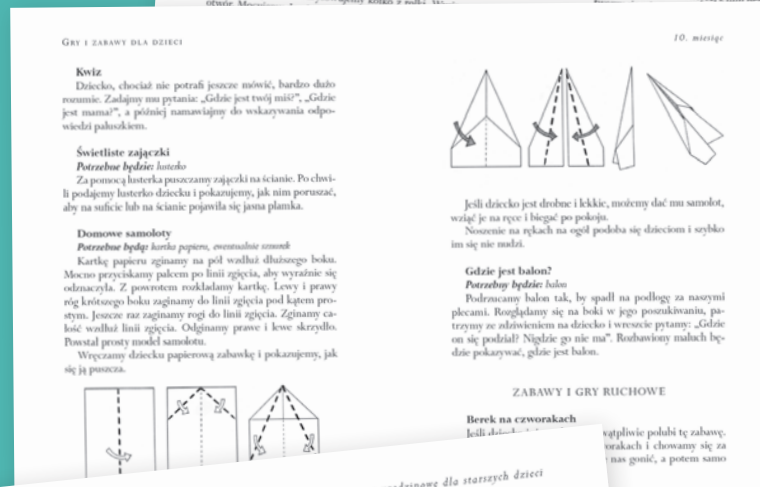 Gry i zabawy dla dzieci
Kwiz
Dziecko, chociaż nie potrafi jeszcze mówić, bardzo dużo
rozumie. Zadajmy mu pytania: „Gdzie jest twój miś?”, „Gdzie
jest mama?”, a później namawiajmy do wskazywania odpo-
wiedzi paluszkiem.
Świetliste zajączki
Potrzebne będzie: lusterko
Za pomocą lusterka puszczamy zajączki na ścianie. Po chwi-
li podajemy lusterko dziecku i pokazujemy, jak nim poruszać,
aby na suficie lub na ścianie pojawiła się jasna plamka.
Domowe samoloty
Potrzebne będą: kartka papieru, ewentualnie sznurek
Kartkę papieru zginamy na pół wzdłuż dłuższego boku.
Mocno przyciskamy palcem po linii zgięcia, aby wyraźnie się
odznaczyła. Z powrotem rozkładamy kartkę. Lewy i prawy
róg krótszego boku zaginamy do linii zgięcia pod kątem pro-
stym. Jeszcze raz zaginamy rogi do linii zgięcia. Zginamy ca-
łość wzdłuż linii zgięcia. Odginamy prawe i lewe skrzydło.
Powstał prosty model samolotu.
Wręczamy dziecku papierową zabawkę i pokazujemy, jak
się ją puszcza.
10. miesiąc
Jeśli dziecko jest drobne i lekkie, możemy dać mu samolot,
wziąć je na ręce i biegać po pokoju.
Noszenie na rękach na ogół podoba się dzieciom i szybko
im się nie nudzi.
Gdzie jest balon?
Potrzebny będzie: balon
Podrzucamy balon tak, by spadł na podłogę za naszymi
plecami. Rozglądamy się na boki w jego poszukiwaniu, pa-
trzymy ze zdziwieniem na dziecko i wreszcie pytamy: „Gdzie
on się podział? Nigdzie go nie ma”. Rozbawiony maluch bę-
dzie pokazywać, gdzie jest balon.
ZABAWY I GRY RUCHOWE
Berek na czworakach
Jeśli polubi tę zabawę.
i chowamy się za
nas gonić, a potem samo
dla starszych dzieci